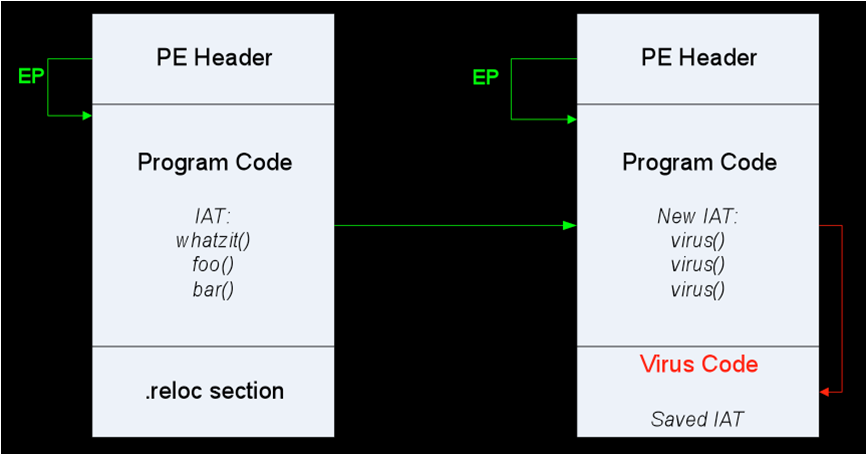 EP
PE Header
Program Code
IAT:
whatzit()
foo()
bar()
.reloc section
EP
PE Header
Program Code
New IAT:
virus()
virus()
virus()
Virus Code
Saved IAT